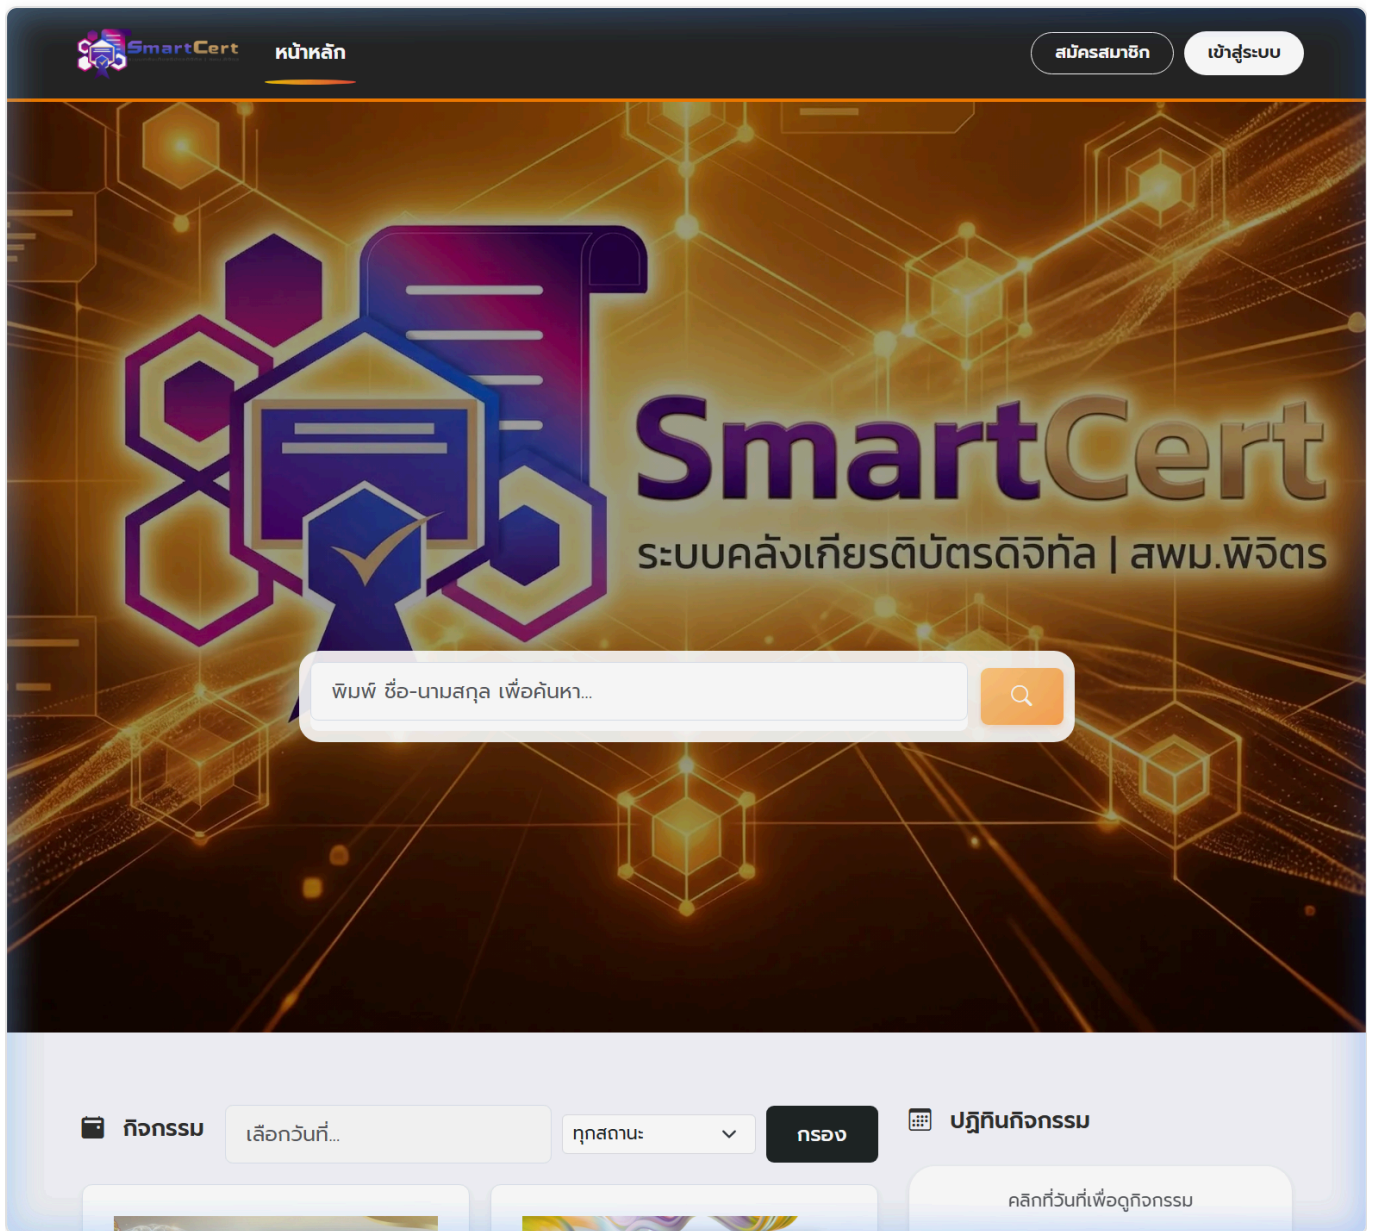 SmartCert
หน้าหลัก
สมัครสมาชิก
เข้าสู่ระบบ
SmartCert
ระบบคลังเกียรติบัตรดิจิทัล | สพม.พิจิตร
พิมพ์ ชื่อ-นามสกุล เพื่อค้นหา...
กิจกรรม
เลือกวันที่...
ทุกสถานะ
กรอง
ปฏิทินกิจกรรม
คลิกที่วันที่เพื่อดูกิจกรรม